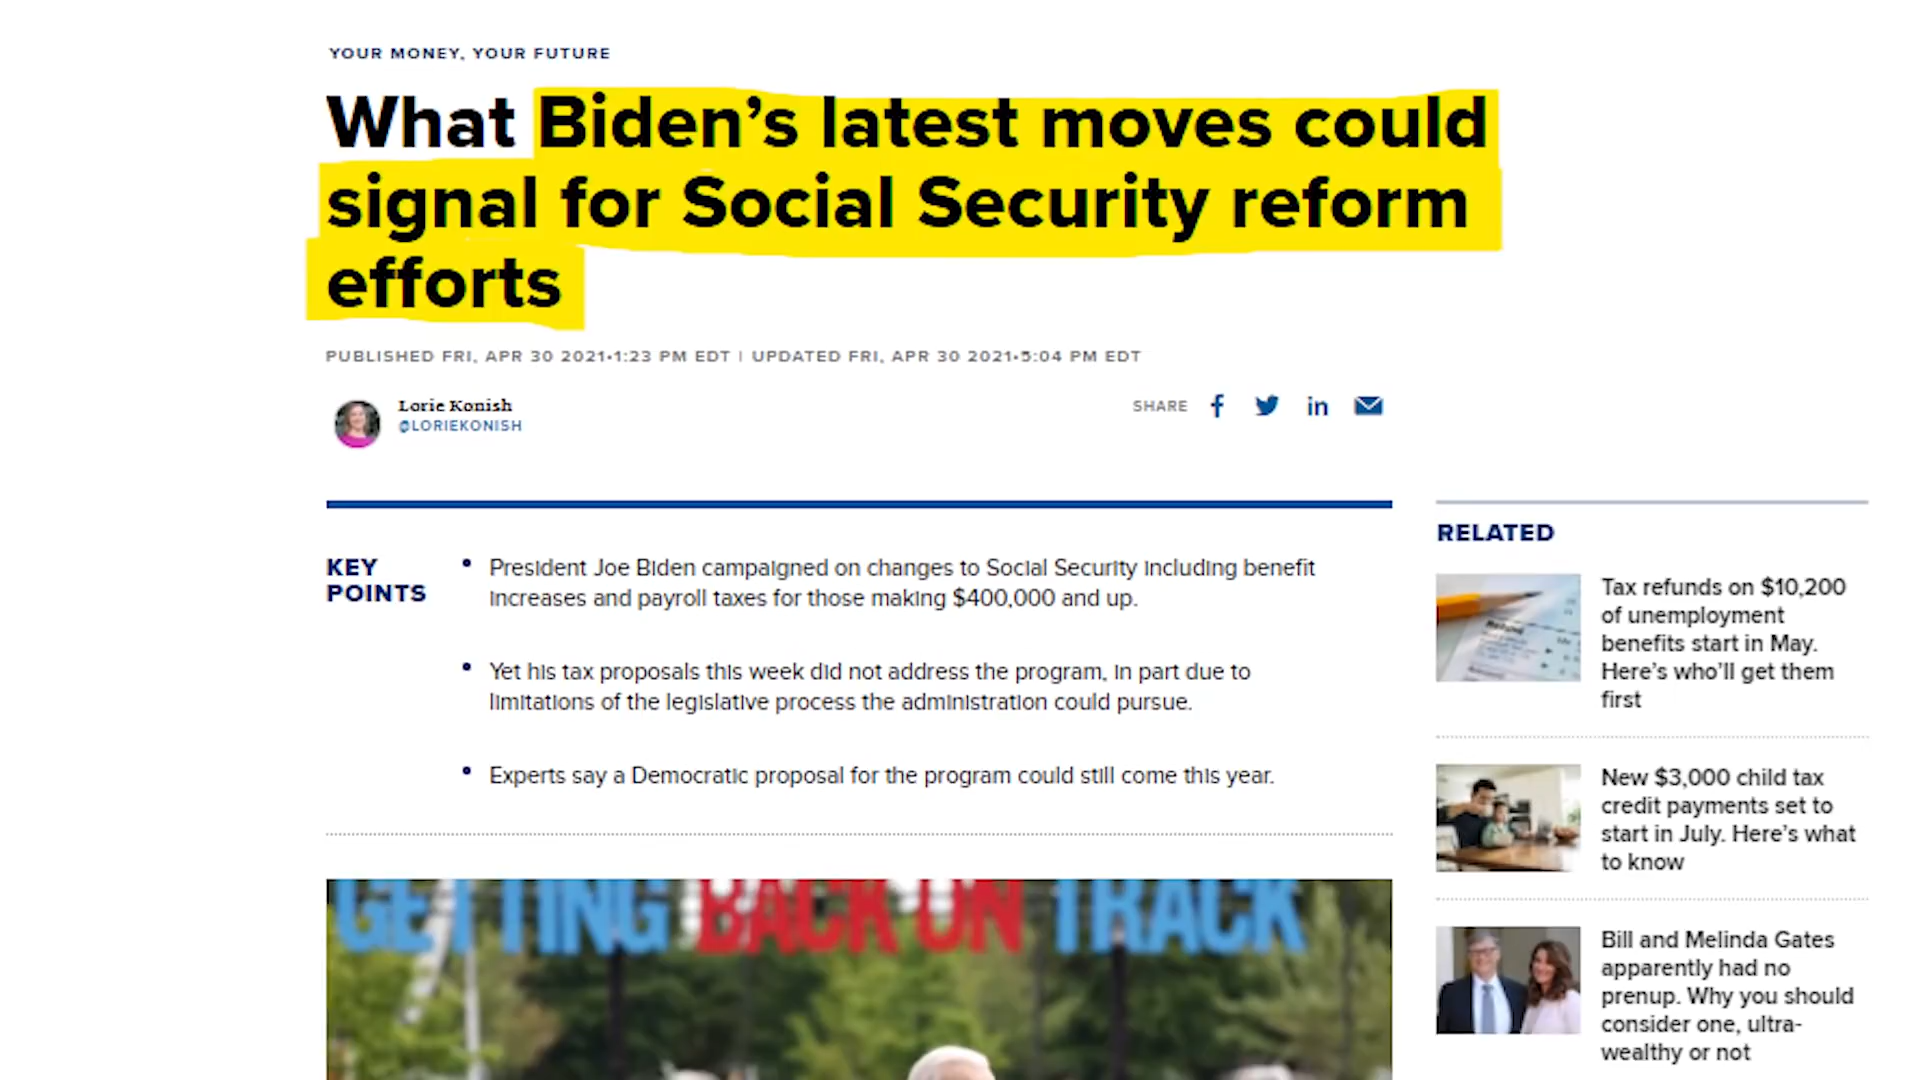 YOUR MONEY, YOUR FUTURE
What Biden’s latest moves could
signal for Social Security reform
efforts
PUBLISHED FRI, APR 30 2021•1:23 PM EDT | UPDATED FRI, APR 30 2021•5:04 PM EDT
Lorie Konish
@LORIEKONISH
SHARE
KEY
POINTS
• President Joe Biden campaigned on changes to Social Security including benefit
increases and payroll taxes for those making $400,000 and up.
• Yet his tax proposals this week did not address the program, in part due to
limitations of the legislative process the administration could pursue.
• Experts say a Democratic proposal for the program could still come this year.
GETTING BACK ON TRACK
RELATED
Tax refunds on $10,200
of unemployment
benefits start in May.
Here’s who’ll get them
first
New $3,000 child tax
credit payments set to
start in July. Here’s what
to know
Bill and Melinda Gates
apparently had no
prenup. Why you should
consider one, ultra-
wealthy or not